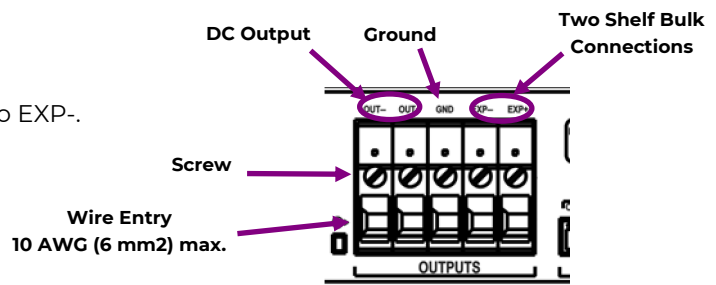 Two Shelf Bulk
Connections
DC Output
Ground
o EXP-.
OUT– OUT GND EXP– EXP+
Screw
Wire Entry
10 AWG (6 mm2) max.
OUTPUTS